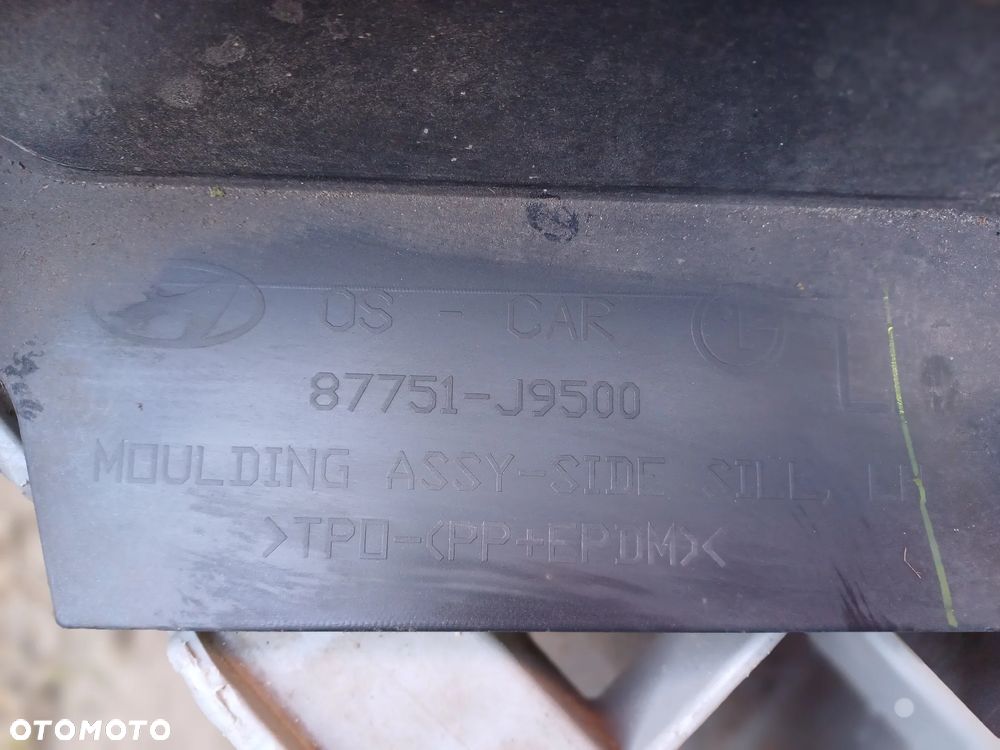 OS - CAR
L
87751-J9500
MOULDING ASSY-SIDE SILL, LH
>TPO-(PP+EPDM)<
OTOMOTO